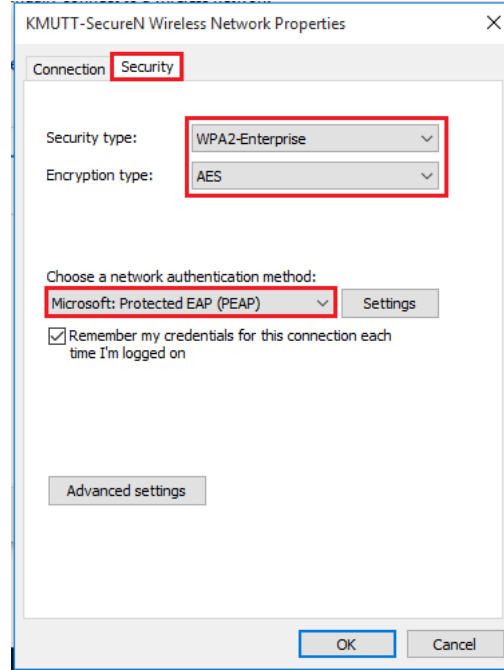 KMUTT-SecureN Wireless Network Properties
Connection Security
Security type: WPA2-Enterprise
Encryption type: AES
Choose a network authentication method:
Microsoft: Protected EAP (PEAP) Settings
Remember my credentials for this connection each
time I'm logged on
Advanced settings
OK Cancel